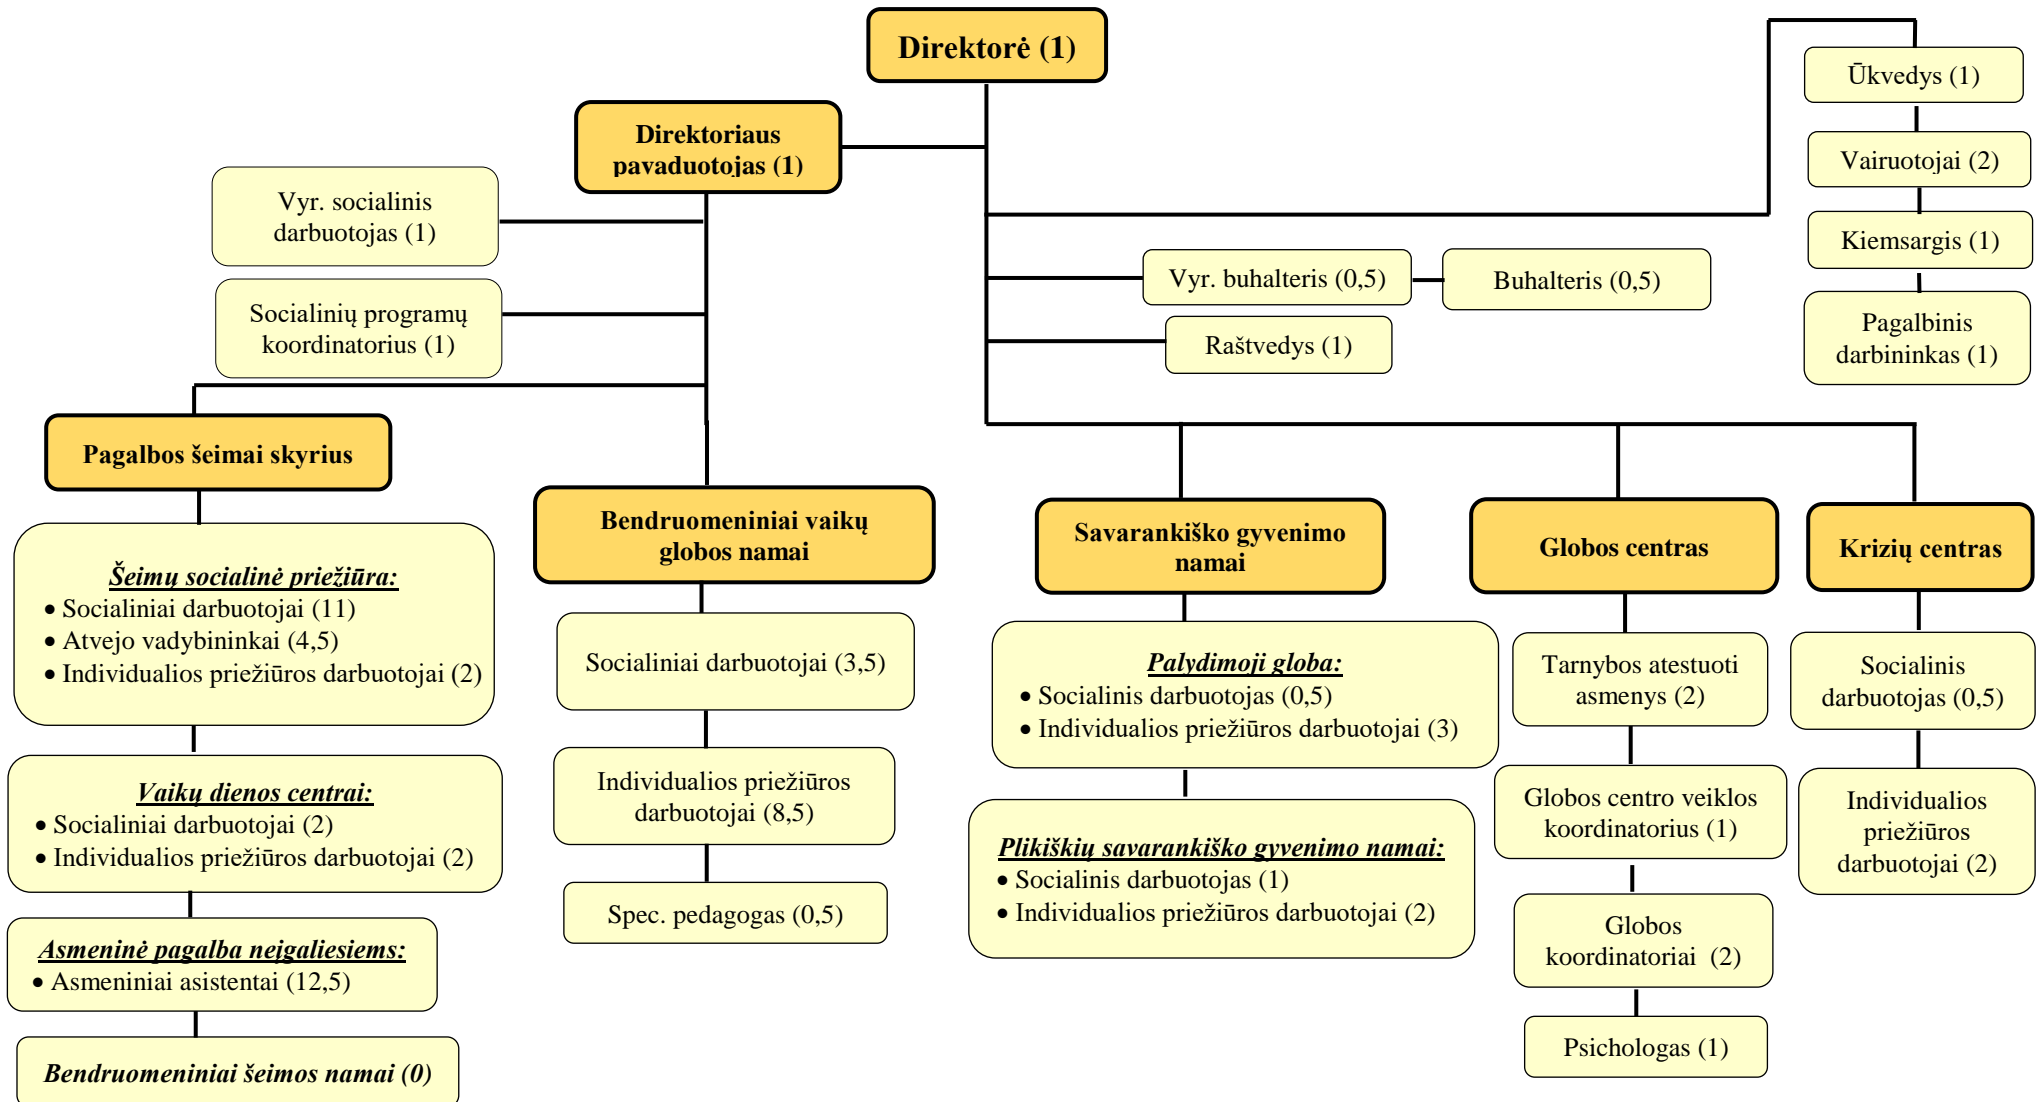 Direktorė (1)
Direktoriaus
pavaduotojas (1)
Vyr. socialinis
darbuotojas (1)
Socialinių programų
koordinatorius (1)
Ūkvedys (1)
Vairuotojai (2)
Kiemsargis (1)
Pagalbinis
darbininkas (1)
Vyr. buhalteris (0,5)
Buhalteris (0,5)
Raštvedys (1)
Pagalbos šeimai skyrius
Šeimų socialinė priežiūra:
• Socialiniai darbuotojai (11)
• Atvejo vadybininkai (4,5)
• Individualios priežiūros darbuotojai (2)
Vaikų dienos centrai:
• Socialiniai darbuotojai (2)
• Individualios priežiūros darbuotojai (2)
Asmeninė pagalba neįgaliesiems:
• Asmeniniai asistentai (12,5)
Bendruomeniniai šeimos namai (0)
Bendruomeniniai vaikų
globos namai
Socialiniai darbuotojai (3,5)
Individualios priežiūros
darbuotojai (8,5)
Spec. pedagogas (0,5)
Savarankiško gyvenimo
namai
Palydimoji globa:
• Socialinis darbuotojas (0,5)
• Individualios priežiūros darbuotojai (3)
Plikiškių savarankiško gyvenimo namai:
• Socialinis darbuotojas (1)
• Individualios priežiūros darbuotojai (2)
Globos centras
Tarnybos atestuoti
asmenys (2)
Globos centro veiklos
koordinatorius (1)
Globos
koordinatoriai (2)
Psichologas (1)
Krizių centras
Socialinis
darbuotojas (0,5)
Individualios
priežiūros
darbuotojai (2)